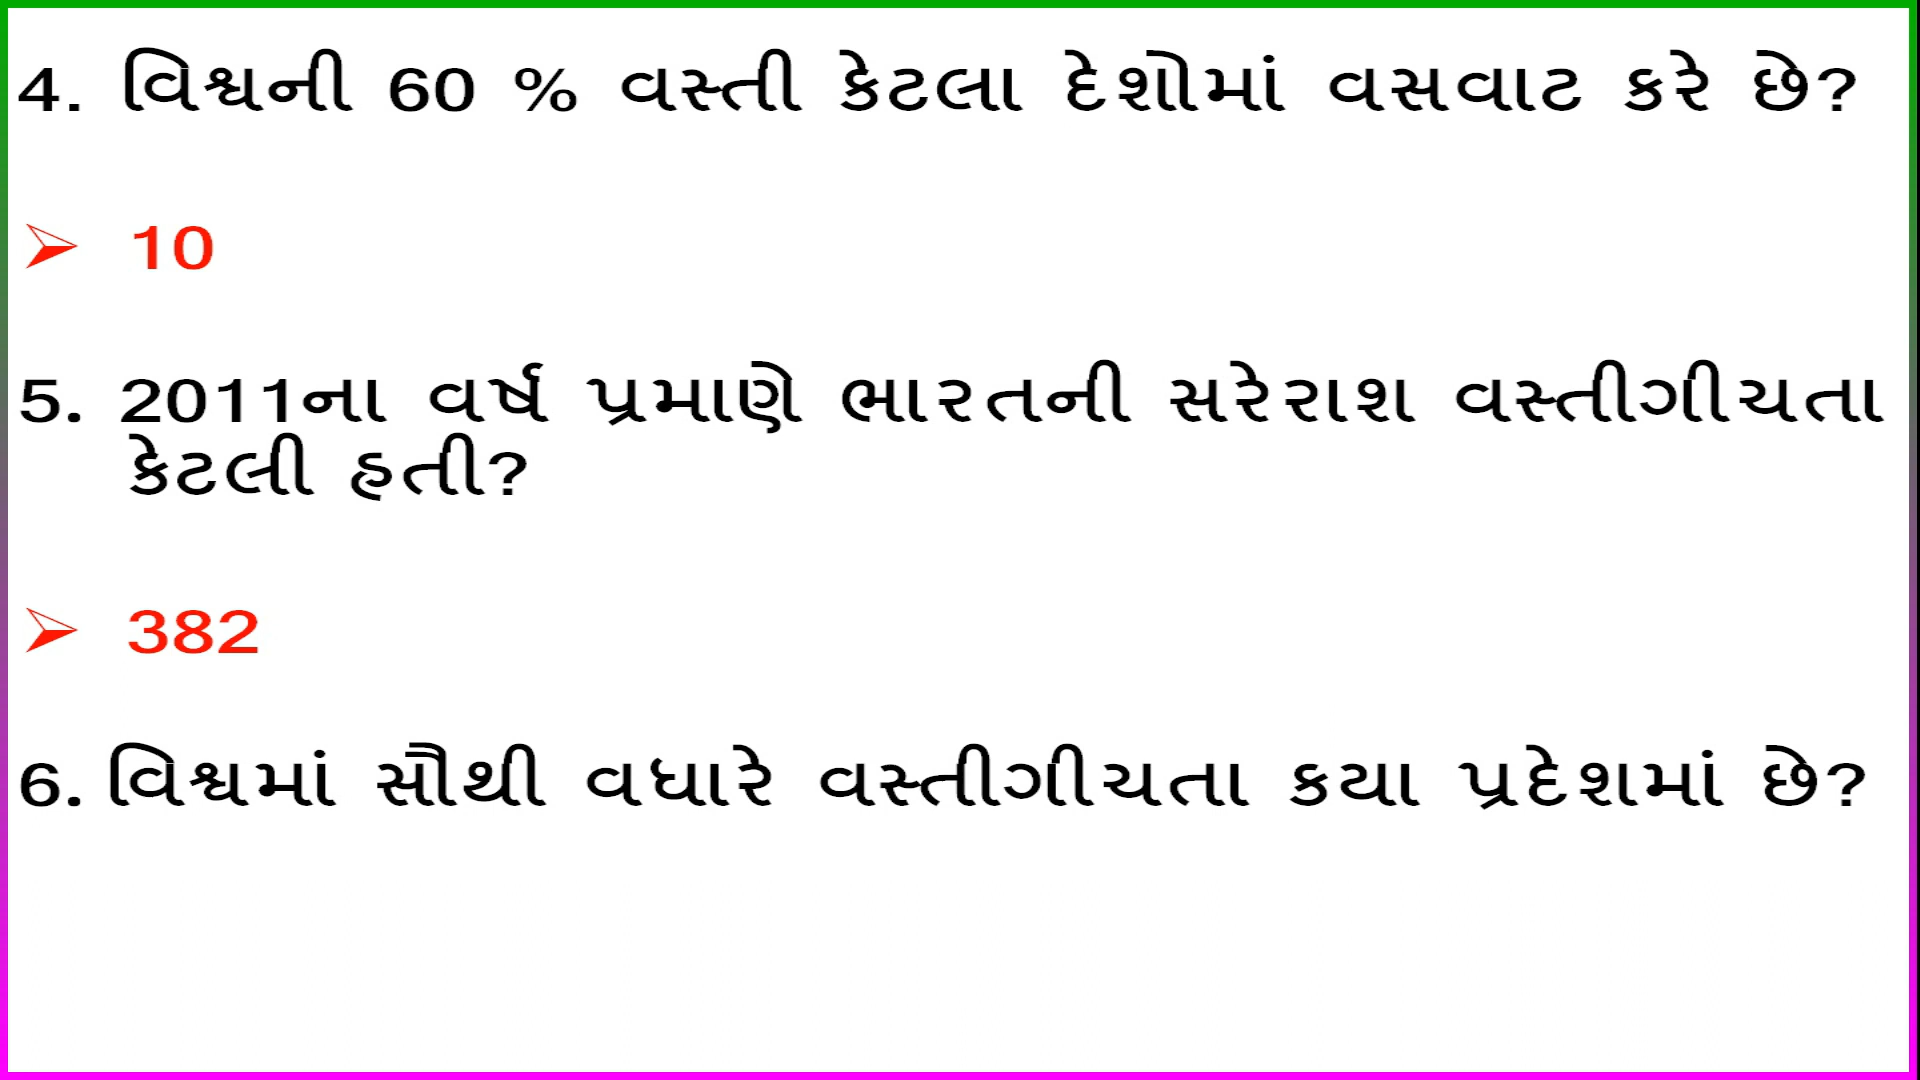 4. વિશ્વની 60 % વસ્તી કેટલા દેશોમાં વસવાટ કરે છે?
➢ 10
5. 2011ના વર્ષ પ્રમાણે ભારતની સરેરાશ વસ્તીગીચતા
કેટલી હતી?
➢ 382
6. વિશ્વમાં સૌથી વધારે વસ્તીગીચતા કયા પ્રદેશમાં છે?